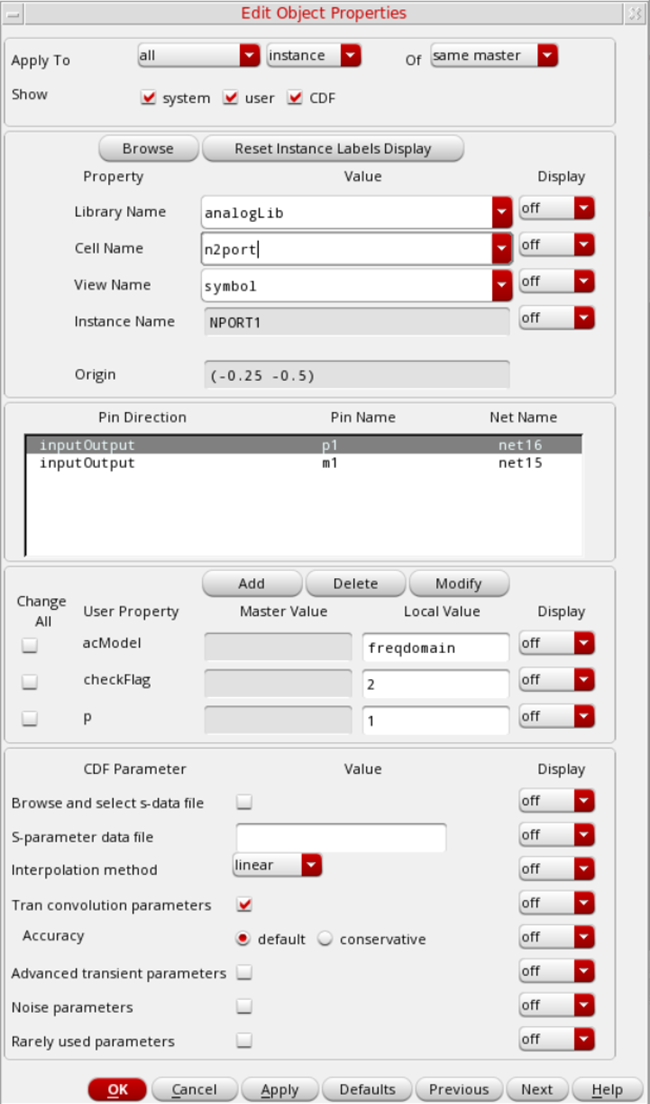 Edit Object Properties
Apply To all instance Of same master
Show system user CDF
Browse Reset Instance Labels Display
Property Value Display
Library Name analogLib off
Cell Name n2port off
View Name symbol off
Instance Name NPORT1 off
Origin (-0.25 -0.5)
Pin Direction Pin Name Net Name
inputOutput p1 net16
inputOutput m1 net15
Add Delete Modify
Change All User Property Master Value Local Value Display
acModel freqdomain off
checkFlag 2 off
p 1 off
CDF Parameter Value Display
Browse and select s-data file off
S-parameter data file off
Interpolation method linear off
Tran convolution parameters off
Accuracy default conservative off
Advanced transient parameters off
Noise parameters off
Rarely used parameters off
OK Cancel Apply Defaults Previous Next Help